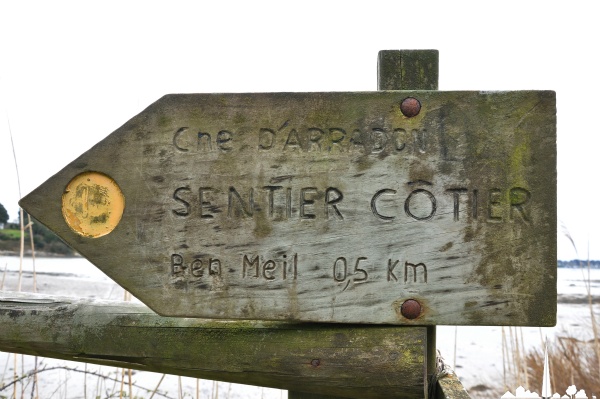 Cne D'ARRADON
SENTIER CÔTIER
Ben Meil 0,5 Km